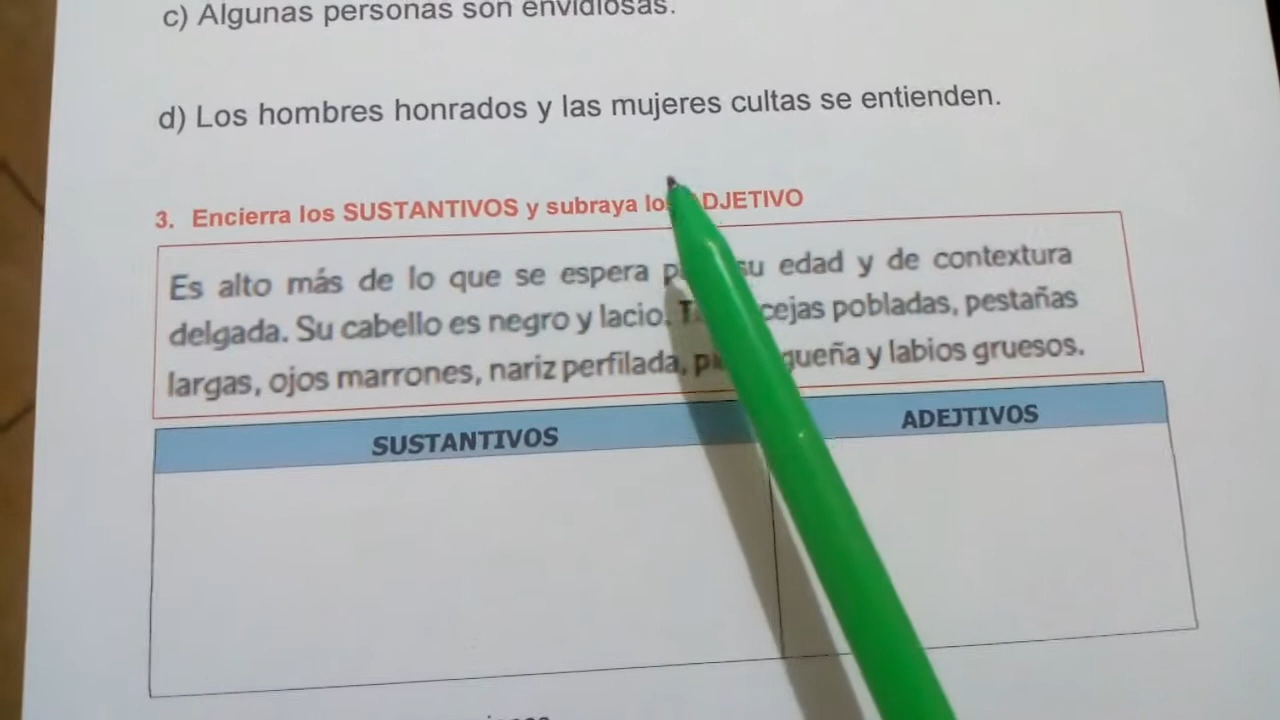 c) Algunas personas son envidiosas.
d) Los hombres honrados y las mujeres cultas se entienden.
3. Encierra los SUSTANTIVOS y subraya los ADJETIVO
Es alto más de lo que se espera su edad y de contextura
delgada. Su cabello es negro y lacio. cejas pobladas, pestañas
largas, ojos marrones, nariz perfilada, y labios gruesos.
SUSTANTIVOS ADEJTIVOS